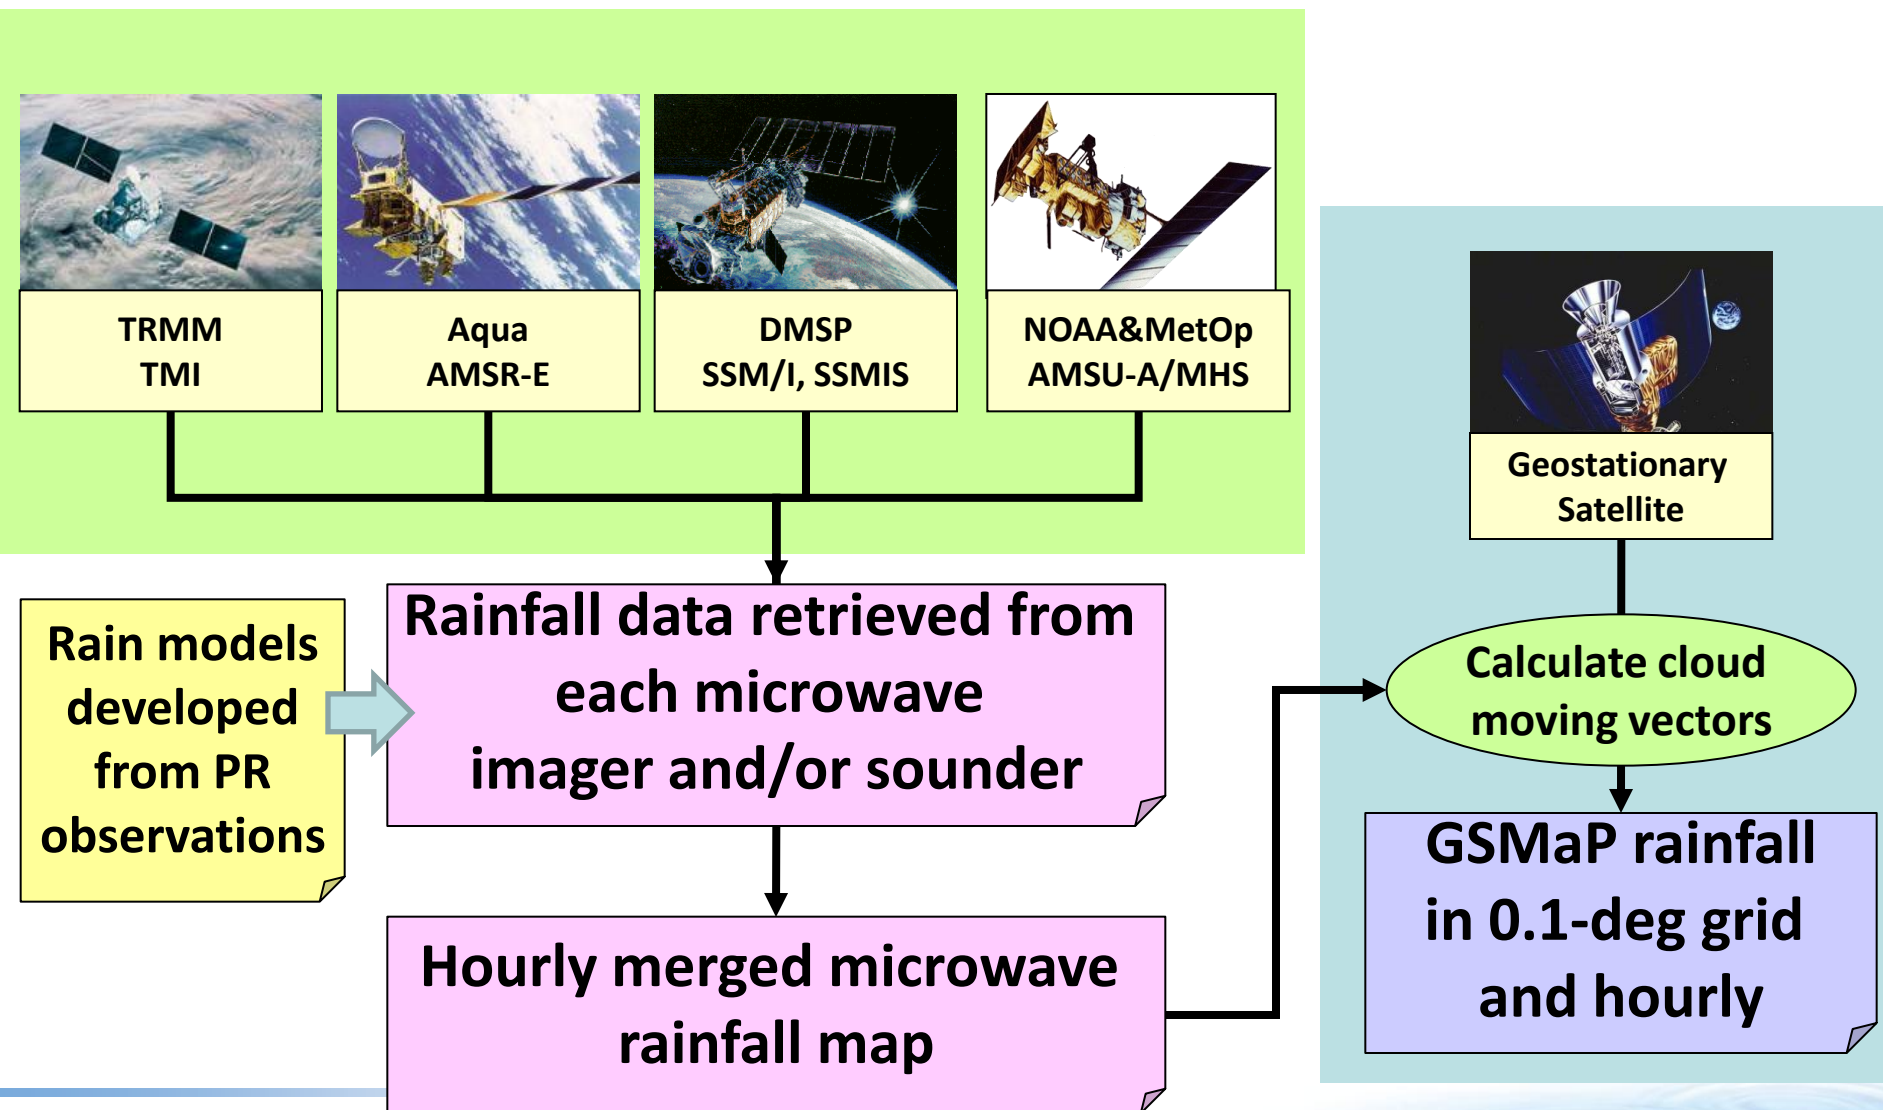 TRMM
TMI
Aqua
AMSR-E
DMSP
SSM/I, SSMIS
NOAA&MetOp
AMSU-A/MHS
Geostationary
Satellite
Rain models
developed
from PR
observations
Rainfall data retrieved from
each microwave
imager and/or sounder
Calculate cloud
moving vectors
Hourly merged microwave
rainfall map
GSMaP rainfall
in 0.1-deg grid
and hourly